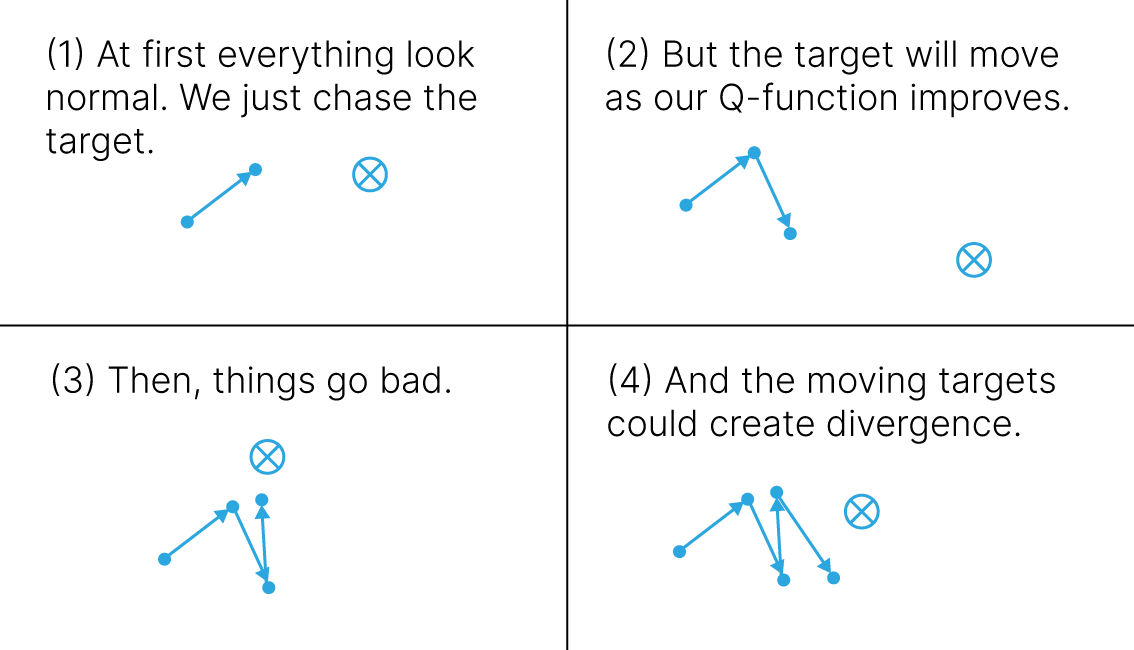 (1) At first everything look
normal. We just chase the
target.
(2) But the target will move
as our Q-function improves.
(3) Then, things go bad.
(4) And the moving targets
could create divergence.